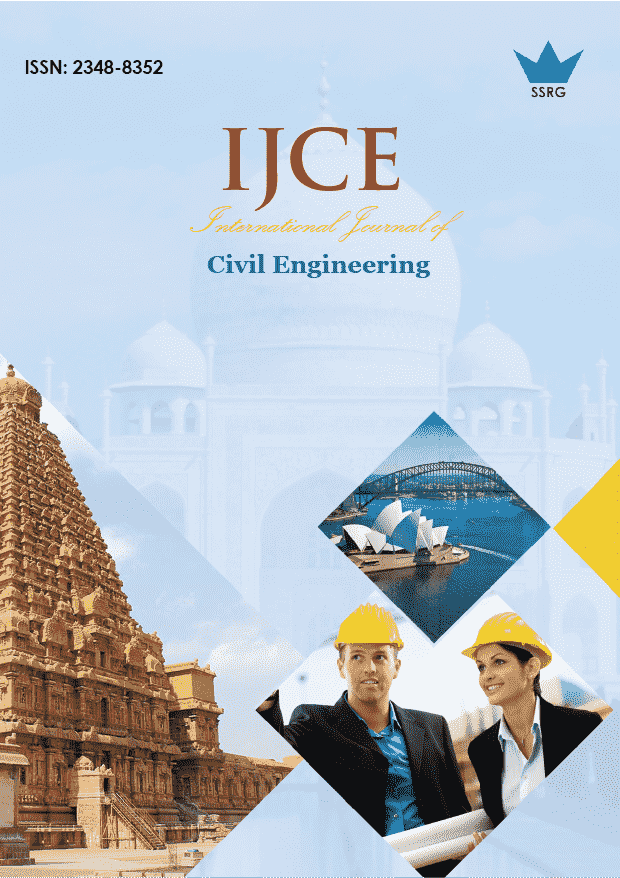 ISSN: 2348-8352
SSRG
IJCE
International Journal of
Civil Engineering